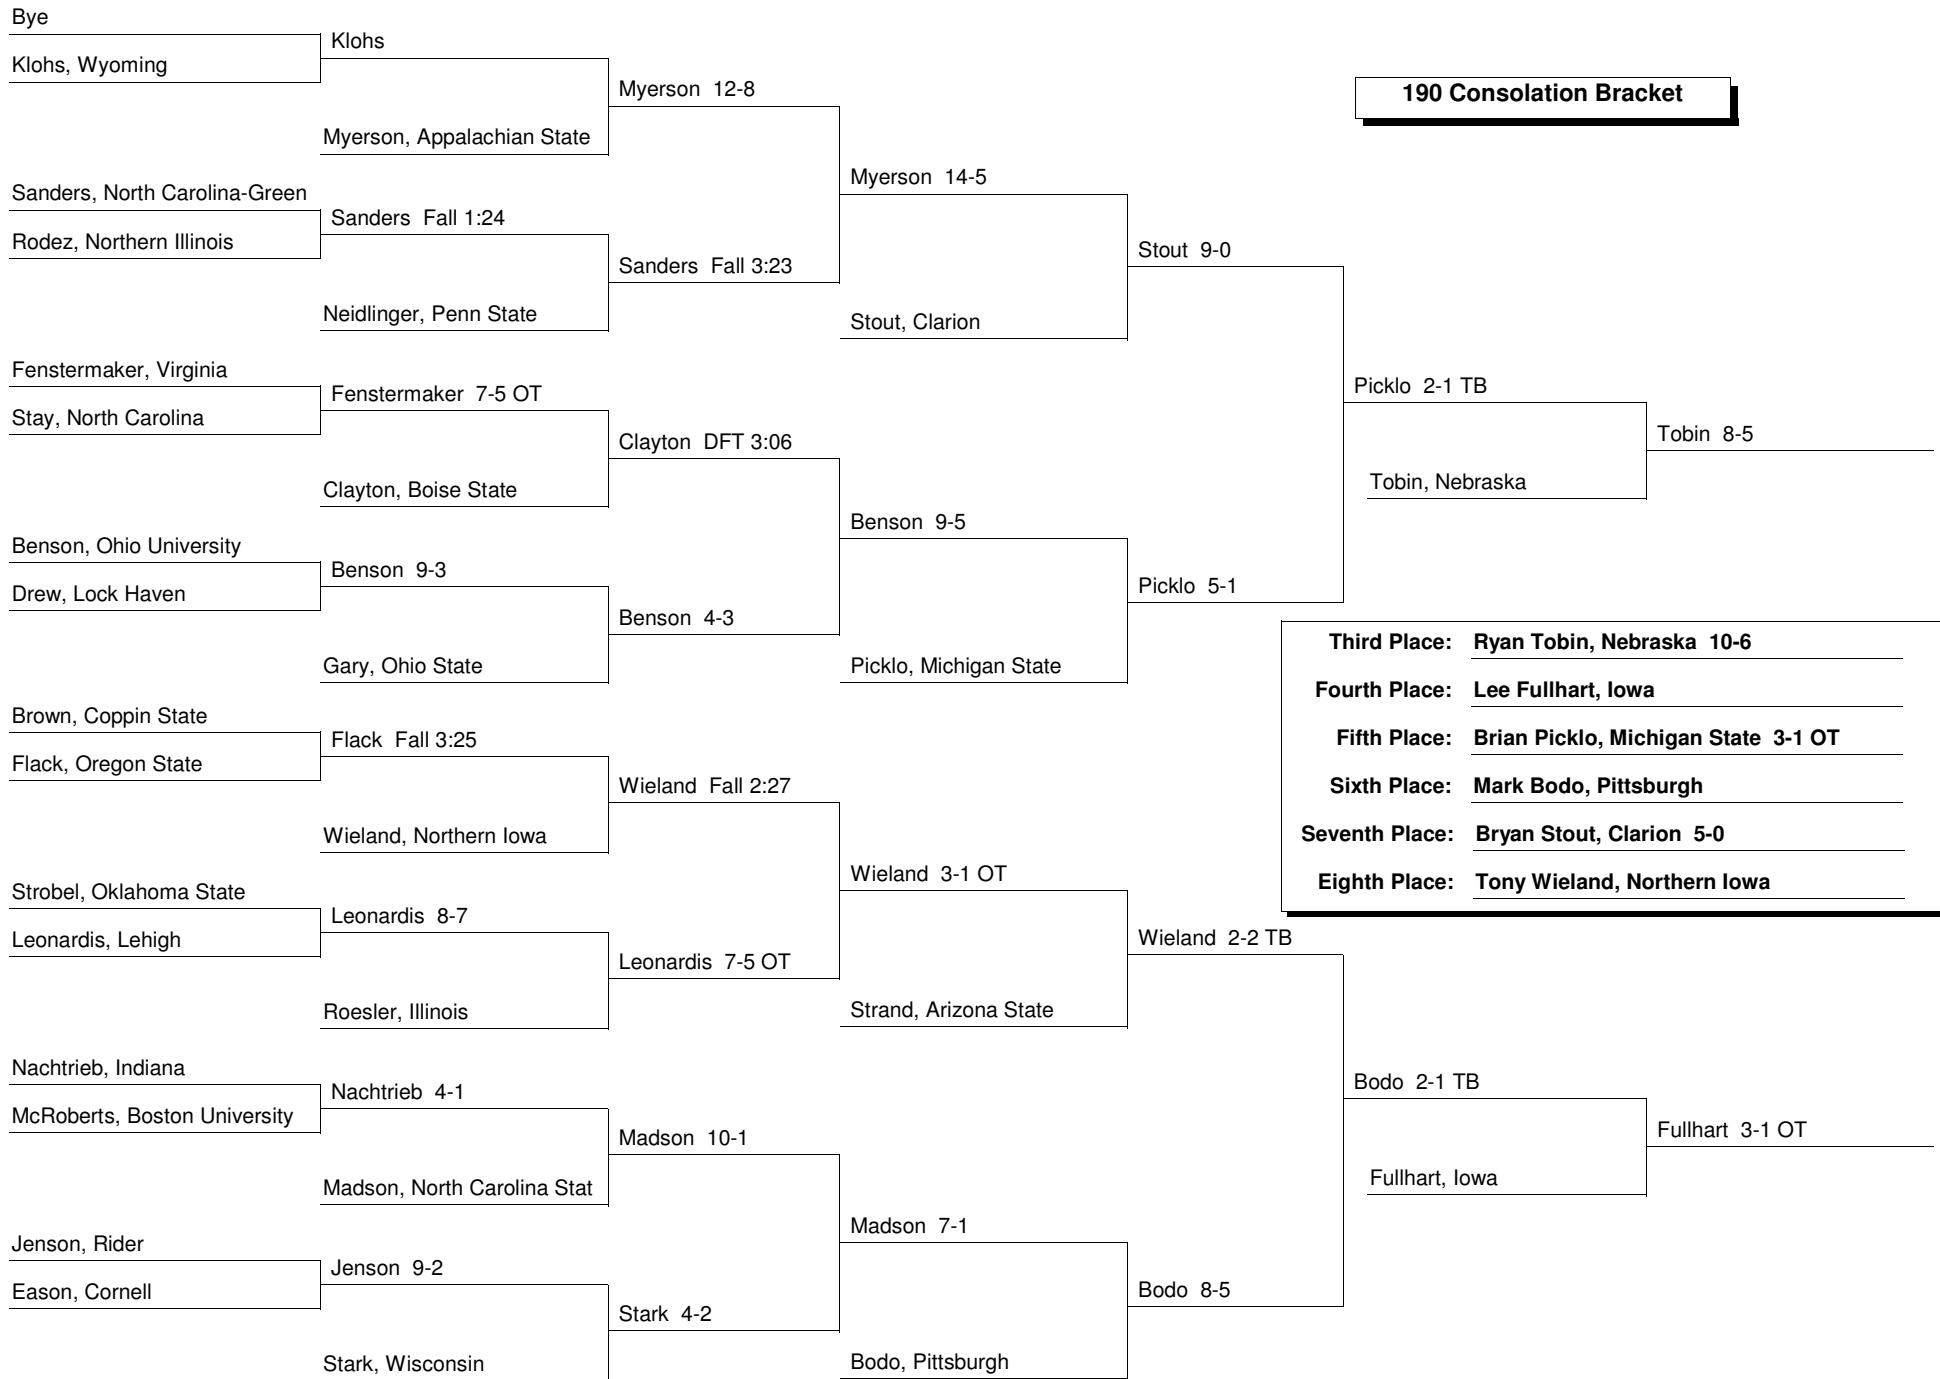 Bye
Klohs, Wyoming
Klohs
Myerson, Appalachian State
Myerson 12-8
Sanders, North Carolina-Green
Rodez, Northern Illinois
Sanders Fall 1:24
Neidlinger, Penn State
Sanders Fall 3:23
Myerson 14-5
Stout, Clarion
Stout 9-0
Fenstermaker, Virginia
Stay, North Carolina
Fenstermaker 7-5 OT
Clayton, Boise State
Clayton DFT 3:06
Benson, Ohio University
Drew, Lock Haven
Benson 9-3
Gary, Ohio State
Benson 4-3
Benson 9-5
Picklo, Michigan State
Picklo 5-1
Picklo 2-1 TB
Tobin, Nebraska
Tobin 8-5
190 Consolation Bracket
Brown, Coppin State
Flack, Oregon State
Flack Fall 3:25
Wieland, Northern Iowa
Wieland Fall 2:27
Strobel, Oklahoma State
Leonardis, Lehigh
Leonardis 8-7
Roesler, Illinois
Leonardis 7-5 OT
Wieland 3-1 OT
Strand, Arizona State
Wieland 2-2 TB
Nachtrieb, Indiana
McRoberts, Boston University
Nachtrieb 4-1
Madson, North Carolina Stat
Madson 10-1
Jenson, Rider
Eason, Cornell
Jenson 9-2
Stark, Wisconsin
Stark 4-2
Madson 7-1
Bodo, Pittsburgh
Bodo 8-5
Bodo 2-1 TB
Fullhart, Iowa
Fullhart 3-1 OT
Third Place: Ryan Tobin, Nebraska 10-6
Fourth Place: Lee Fullhart, Iowa
Fifth Place: Brian Picklo, Michigan State 3-1 OT
Sixth Place: Mark Bodo, Pittsburgh
Seventh Place: Bryan Stout, Clarion 5-0
Eighth Place: Tony Wieland, Northern Iowa